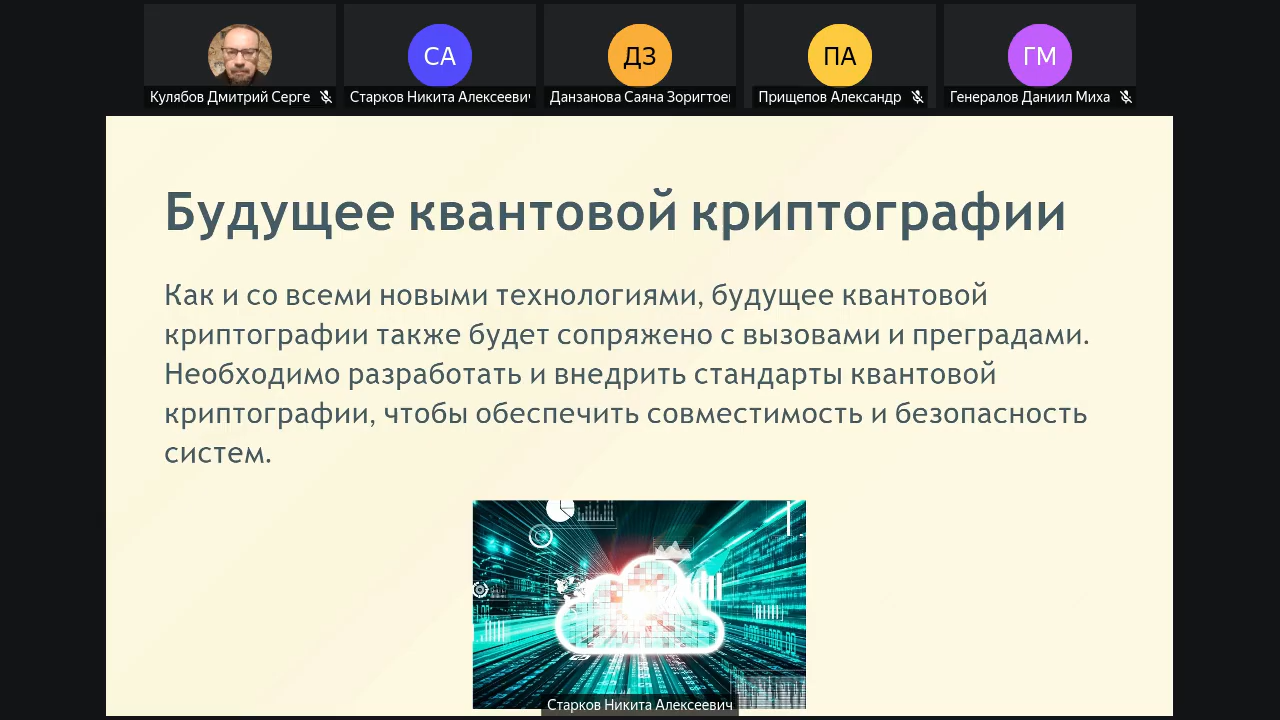 СА
ДЗ
ПА
ГМ
Кулябов Дмитрий Серге
Старков Никита Алексееви
Данзанова Саяна Зоригтое
Прищепов Александр
Генералов Даниил Миха
Будущее квантовой криптографии
Как и со всеми новыми технологиями, будущее квантовой
криптографии также будет сопряжено с вызовами и преградами.
Необходимо разработать и внедрить стандарты квантовой
криптографии, чтобы обеспечить совместимость и безопасность
систем.
Старков Никита Алексеевич